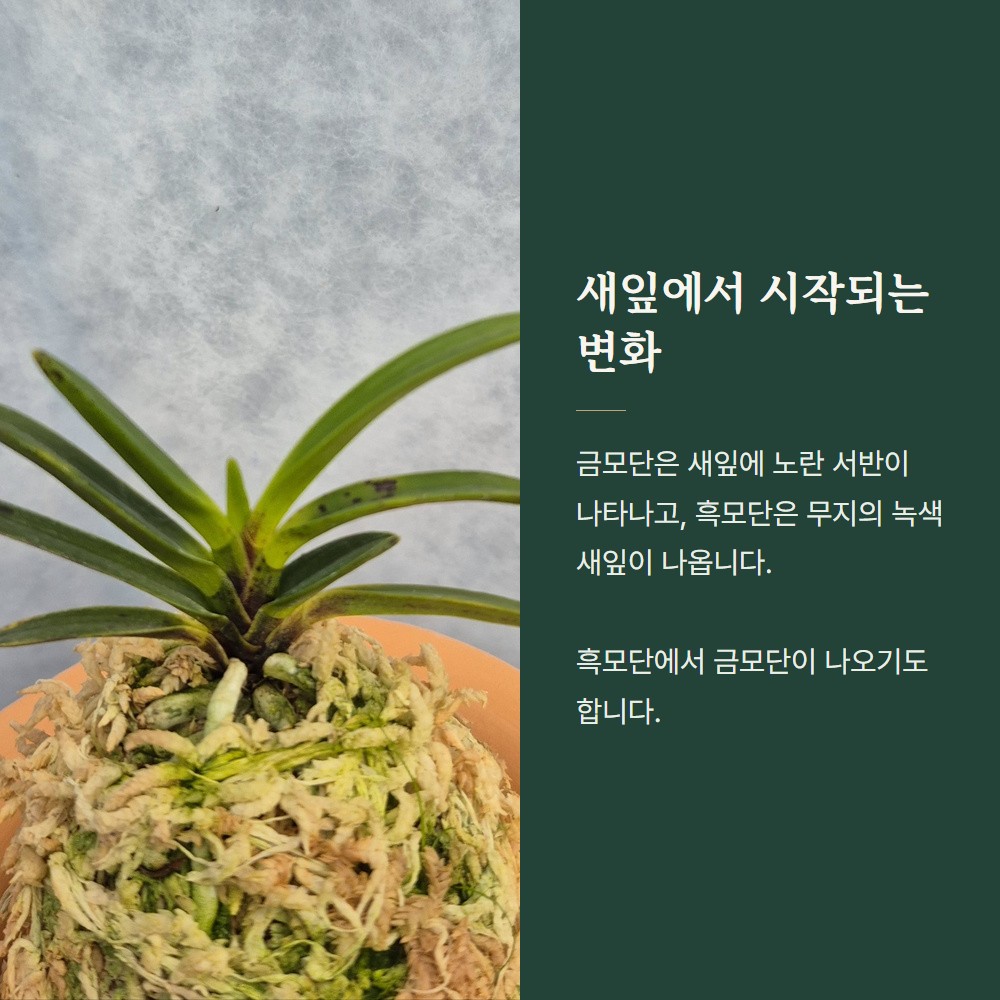 새잎에서 시작되는
변화
금모단은 새잎에 노란 서반이
나타나고, 흑모단은 무지의 녹색
새잎이 나옵니다.
흑모단에서 금모단이 나오기도
합니다.